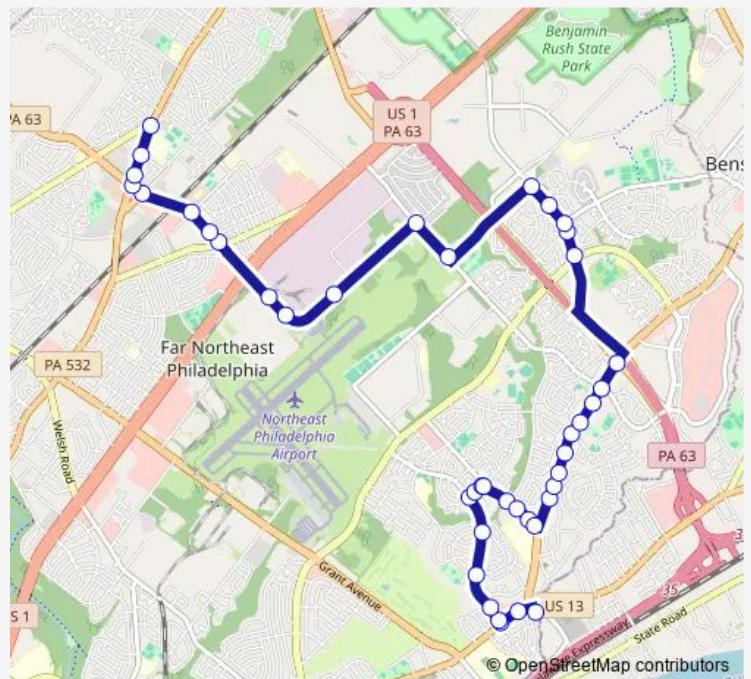 Benjamin
Rush State
Park
PA 63
US 1
PA 63
Bens
Far Northeast
Philadelphia
PA 532
Northeast
Philadelphia
Airport
Welsh Road
PA 63
Grant Avenue
35
US 13
S 1
State Road
Expressway
© OpenStreetMap contributors